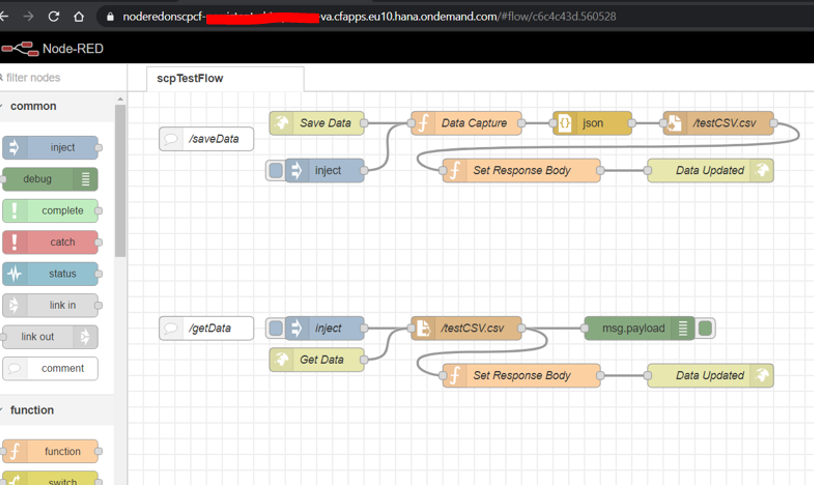 noderedonscpcf-
va.cfapps.eu10.hana.ondemand.com/#flow/c6c4c43d.560528
Node-RED
filter nodes
scpTestFlow
common
inject
debug
complete
catch
status
link in
link out
comment
function
function
switch
/saveData
Save Data
Data Capture
json
/testCSV.csv
inject
Set Response Body
Data Updated
/getData
inject
/testCSV.csv
msg.payload
Get Data
Set Response Body
Data Updated